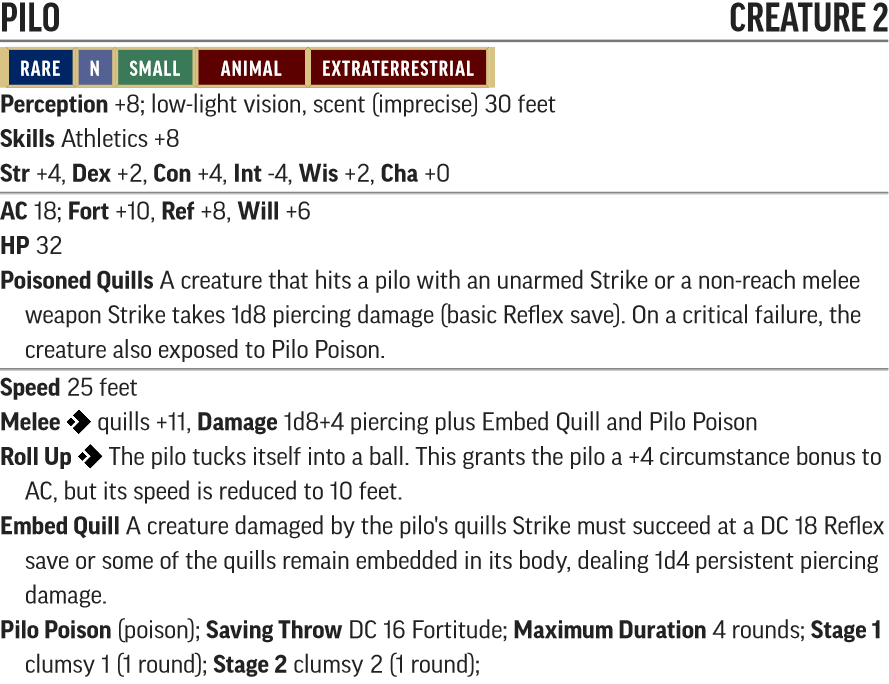 PILO CREATURE 2
RARE N SMALL ANIMAL EXTRATERRESTRIAL
Perception +8; low-light vision, scent (imprecise) 30 feet
Skills Athletics +8
Str +4, Dex +2, Con +4, Int -4, Wis +2, Cha +0
AC 18; Fort +10, Ref +8, Will +6
HP 32
Poisoned Quills A creature that hits a pilo with an unarmed Strike or a non-reach melee
weapon Strike takes 1d8 piercing damage (basic Reflex save). On a critical failure, the
creature also exposed to Pilo Poison.
Speed 25 feet
Melee quills +11, Damage 1d8+4 piercing plus Embed Quill and Pilo Poison
Roll Up The pilo tucks itself into a ball. This grants the pilo a +4 circumstance bonus to
AC, but its speed is reduced to 10 feet.
Embed Quill A creature damaged by the pilo's quills Strike must succeed at a DC 18 Reflex
save or some of the quills remain embedded in its body, dealing 1d4 persistent piercing
damage.
Pilo Poison (poison); Saving Throw DC 16 Fortitude; Maximum Duration 4 rounds; Stage 1
clumsy 1 (1 round); Stage 2 clumsy 2 (1 round);